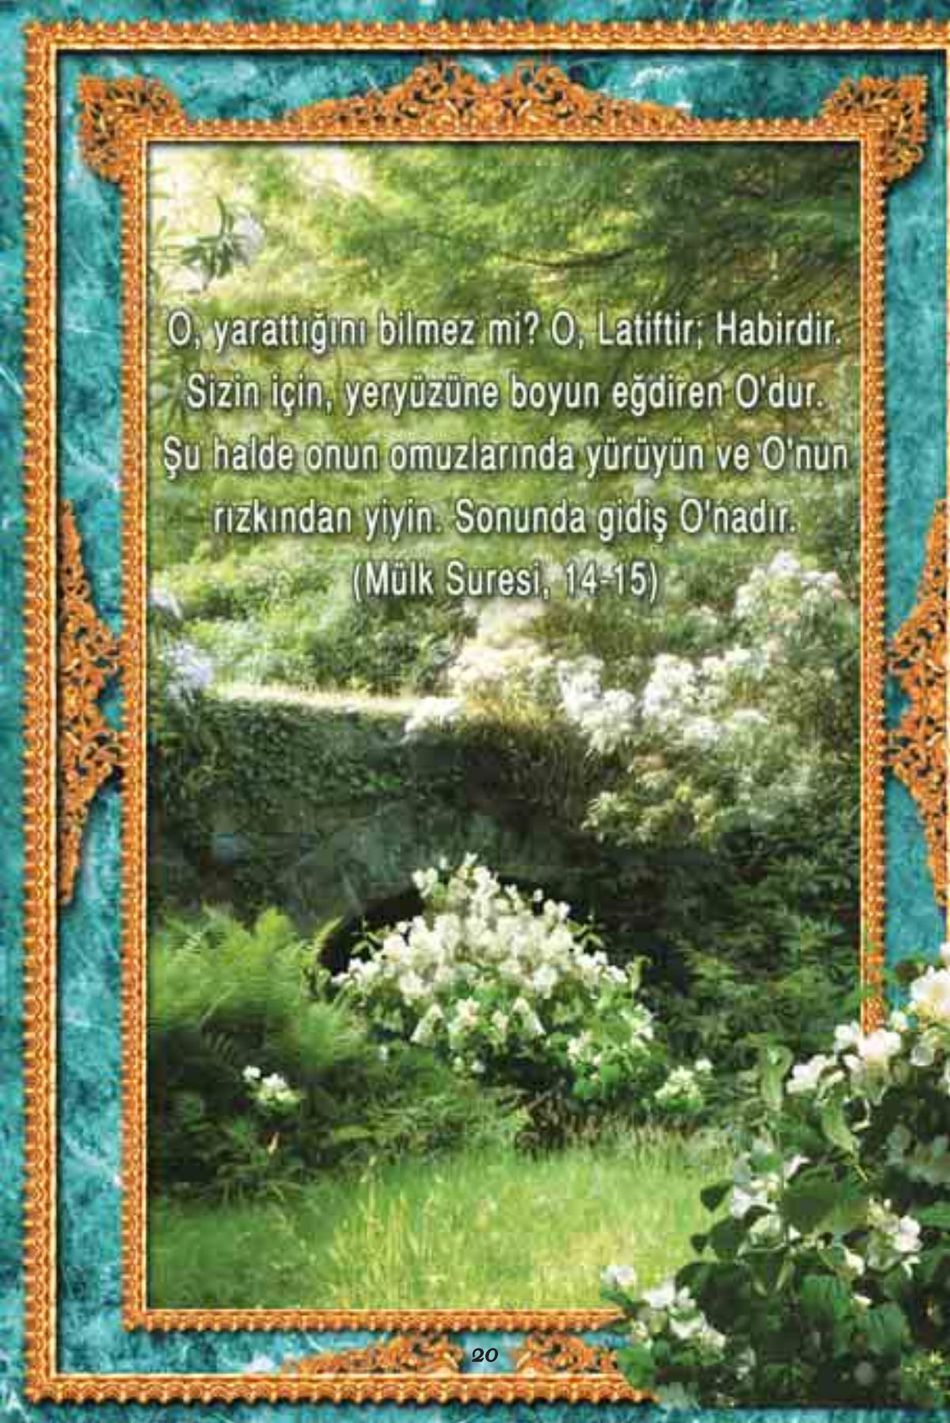 O, yarattığını bilmez mi? O, Latiftir; Habirdir.
Sizin için, yeryüzüne boyun eğdiren O'dur.
Şu halde onun omuzlarında yürüyün ve O'nun
rızkından yiyin. Sonunda gidiş O'nadır.
(Mülk Suresi, 14-15)
20